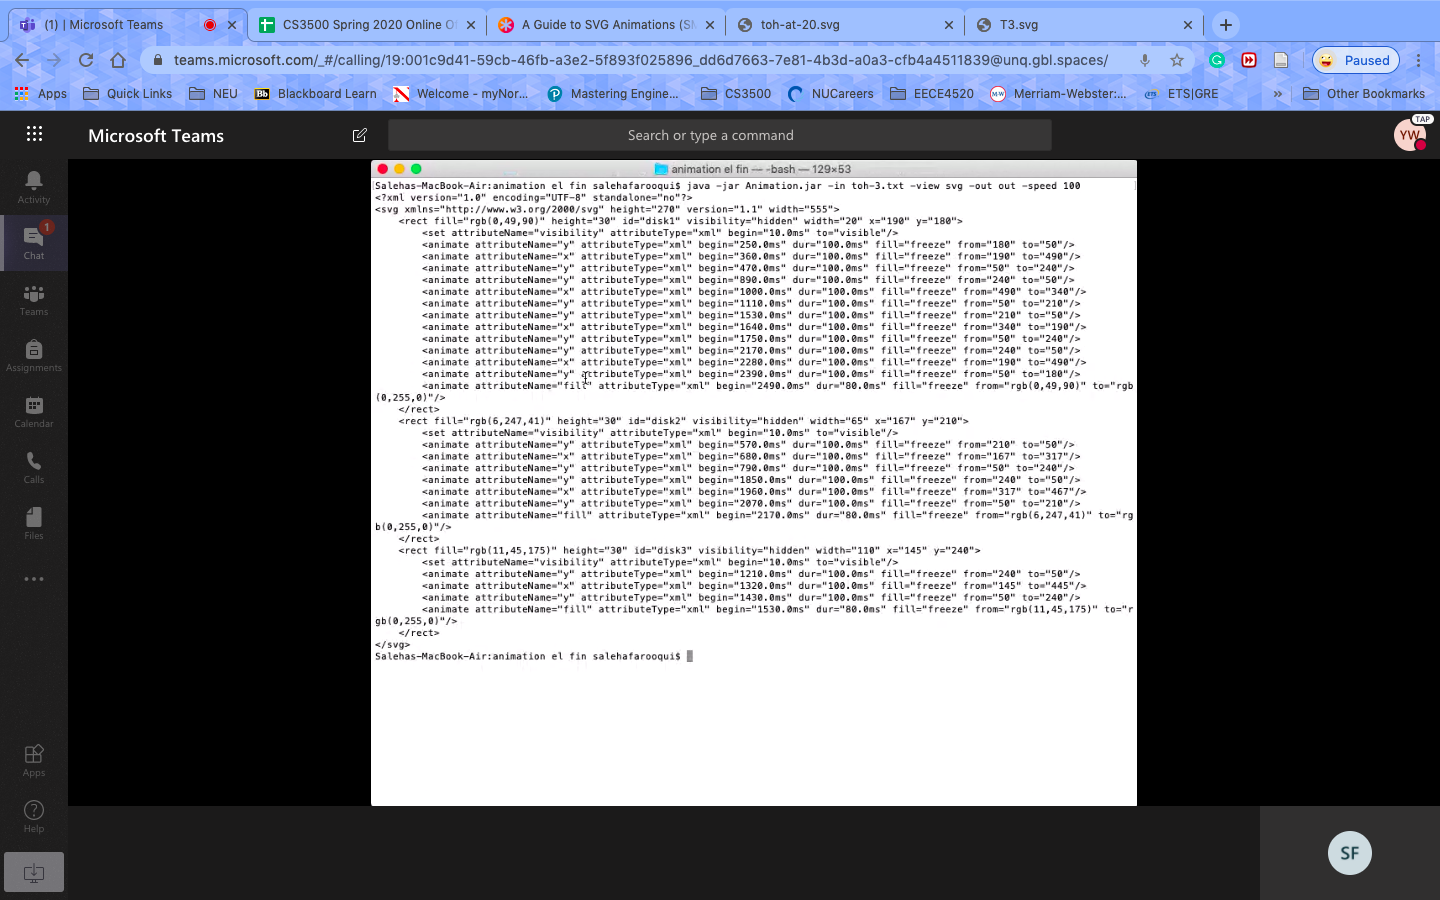 (1) | Microsoft Teams
CS3500 Spring 2020 Online O
A Guide to SVG Animations (SM
toh-at-20.svg
T3.svg
teams.microsoft.com/_#/calling/19:001c9d41-59cb-46fb-a3e2-5f893f025896_dd6d7663-7e81-4b3d-a0a3-cfb4a4511839@unq.gbl.spaces/
Paused
Apps
Quick Links
NEU
Bb Blackboard Learn
Welcome - myNor...
Mastering Engine...
CS3500
NUCareers
EECE4520
M-W Merriam-Webster:...
ETS ETS|GRE
»
Other Bookmarks
Microsoft Teams
Search or type a command
YW
TAP
Activity
1
Chat
Teams
Assignments
Calendar
Calls
Files
Apps
Help
animation el fin — -bash — 129×53
Salehas-MacBook-Air:animation el fin salehafarooqui$ java -jar Animation.jar -in toh-3.txt -view svg -out out -speed 100
<?xml version="1.0" encoding="UTF-8" standalone="no"?>
<svg xmlns="http://www.w3.org/2000/svg" height="270" version="1.1" width="555">
<rect fill="rgb(0,49,90)" height="30" id="disk1" visibility="hidden" width="20" x="190" y="180">
<set attributeName="visibility" attributeType="xml" begin="10.0ms" to="visible"/>
<animate attributeName="y" attributeType="xml" begin="250.0ms" dur="100.0ms" fill="freeze" from="180" to="50"/>
<animate attributeName="x" attributeType="xml" begin="360.0ms" dur="100.0ms" fill="freeze" from="190" to="490"/>
<animate attributeName="y" attributeType="xml" begin="470.0ms" dur="100.0ms" fill="freeze" from="50" to="240"/>
<animate attributeName="y" attributeType="xml" begin="890.0ms" dur="100.0ms" fill="freeze" from="240" to="50"/>
<animate attributeName="x" attributeType="xml" begin="1000.0ms" dur="100.0ms" fill="freeze" from="490" to="340"/>
<animate attributeName="y" attributeType="xml" begin="1110.0ms" dur="100.0ms" fill="freeze" from="50" to="210"/>
<animate attributeName="y" attributeType="xml" begin="1530.0ms" dur="100.0ms" fill="freeze" from="210" to="50"/>
<animate attributeName="x" attributeType="xml" begin="1640.0ms" dur="100.0ms" fill="freeze" from="340" to="190"/>
<animate attributeName="y" attributeType="xml" begin="1750.0ms" dur="100.0ms" fill="freeze" from="50" to="240"/>
<animate attributeName="y" attributeType="xml" begin="2170.0ms" dur="100.0ms" fill="freeze" from="240" to="50"/>
<animate attributeName="x" attributeType="xml" begin="2280.0ms" dur="100.0ms" fill="freeze" from="190" to="490"/>
<animate attributeName="y" attributeType="xml" begin="2390.0ms" dur="100.0ms" fill="freeze" from="50" to="180"/>
<animate attributeName="fill" attributeType="xml" begin="2490.0ms" dur="80.0ms" fill="freeze" from="rgb(0,49,90)" to="rgb
(0,255,0)"/>
</rect>
<rect fill="rgb(6,247,41)" height="30" id="disk2" visibility="hidden" width="65" x="167" y="210">
<set attributeName="visibility" attributeType="xml" begin="10.0ms" to="visible"/>
<animate attributeName="y" attributeType="xml" begin="570.0ms" dur="100.0ms" fill="freeze" from="210" to="50"/>
<animate attributeName="x" attributeType="xml" begin="680.0ms" dur="100.0ms" fill="freeze" from="167" to="317"/>
<animate attributeName="y" attributeType="xml" begin="790.0ms" dur="100.0ms" fill="freeze" from="50" to="240"/>
<animate attributeName="y" attributeType="xml" begin="1850.0ms" dur="100.0ms" fill="freeze" from="240" to="50"/>
<animate attributeName="x" attributeType="xml" begin="1960.0ms" dur="100.0ms" fill="freeze" from="317" to="467"/>
<animate attributeName="y" attributeType="xml" begin="2070.0ms" dur="100.0ms" fill="freeze" from="50" to="210"/>
<animate attributeName="fill" attributeType="xml" begin="2170.0ms" dur="80.0ms" fill="freeze" from="rgb(6,247,41)" to="rg
b(0,255,0)"/>
</rect>
<rect fill="rgb(11,45,175)" height="30" id="disk3" visibility="hidden" width="110" x="145" y="240">
<set attributeName="visibility" attributeType="xml" begin="10.0ms" to="visible"/>
<animate attributeName="y" attributeType="xml" begin="1210.0ms" dur="100.0ms" fill="freeze" from="240" to="50"/>
<animate attributeName="x" attributeType="xml" begin="1320.0ms" dur="100.0ms" fill="freeze" from="145" to="445"/>
<animate attributeName="y" attributeType="xml" begin="1430.0ms" dur="100.0ms" fill="freeze" from="50" to="240"/>
<animate attributeName="fill" attributeType="xml" begin="1530.0ms" dur="80.0ms" fill="freeze" from="rgb(11,45,175)" to="r
gb(0,255,0)"/>
</rect>
</svg>
Salehas-MacBook-Air:animation el fin salehafarooqui$
SF